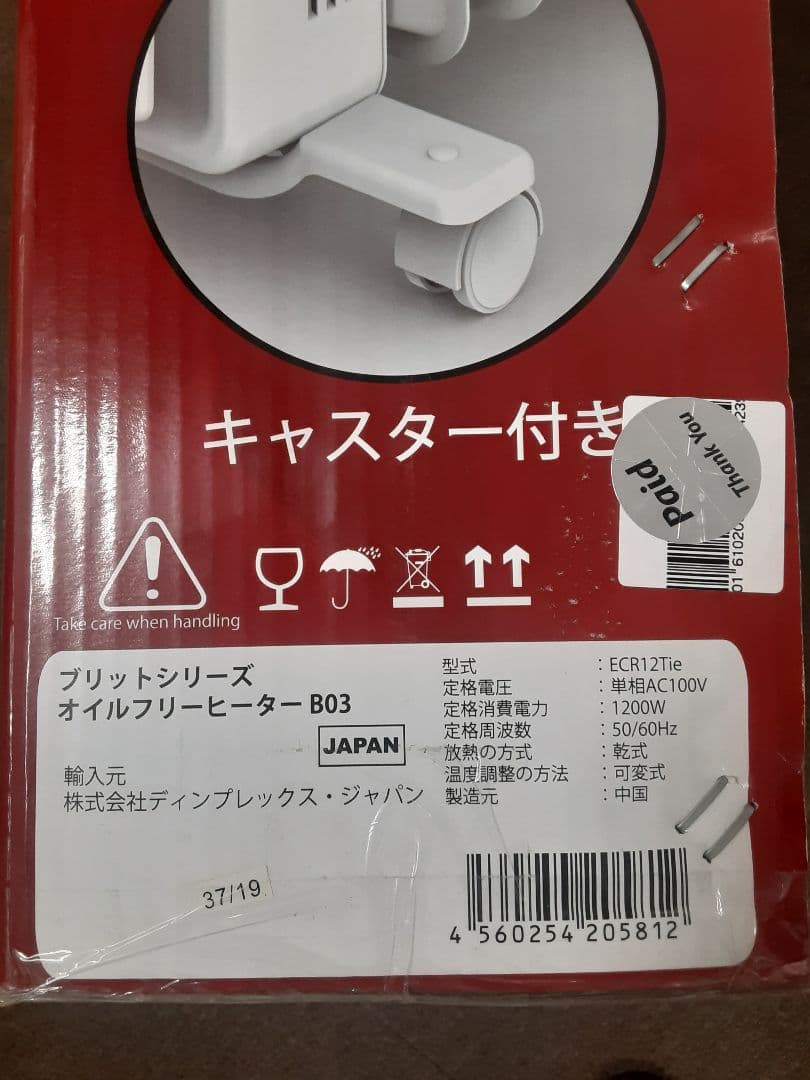 キャスター付き
Paid
Thank You
Take care when handling
ブリットシリーズ
オイルフリーヒーター B03
JAPAN
輸入元
株式会社ディンプレックス・ジャパン
型式 : ECR12Tie
定格電圧 : 単相AC100V
定格消費電力 : 1200W
定格周波数 : 50/60Hz
放熱の方式 : 乾式
温度調整の方法 : 可変式
製造元 : 中国
37/19
4 560254 205812